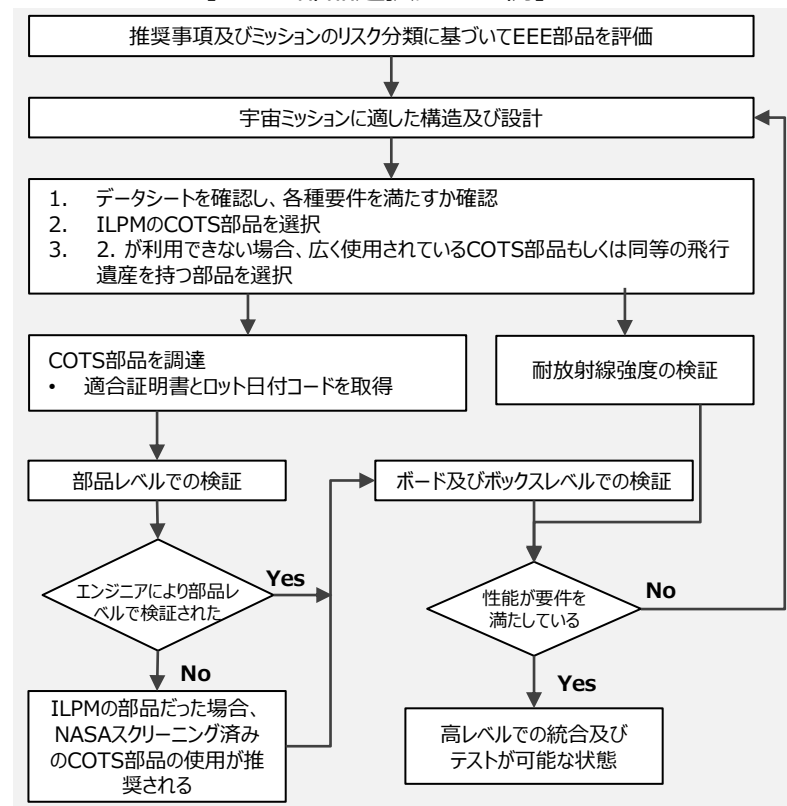 推奨事項及びミッションのリスク分類に基づいてEEE部品を評価
宇宙ミッションに適した構造及び設計
1. データシートを確認し、各種要件を満たすか確認
2. ILPMのCOTS部品を選択
3. 2. が利用できない場合、広く使用されているCOTS部品もしくは同等の飛行
遺産を持つ部品を選択
COTS部品を調達
• 適合証明書とロット日付コードを取得
耐放射線強度の検証
部品レベルでの検証
ボード及びボックスレベルでの検証
エンジニアにより部品レ
ベルで検証された
Yes
No
性能が要件を
満たしている
No
Yes
ILPMの部品だった場合、
NASAスクリーニング済み
のCOTS部品の使用が推
奨される
高レベルでの統合及び
テストが可能な状態